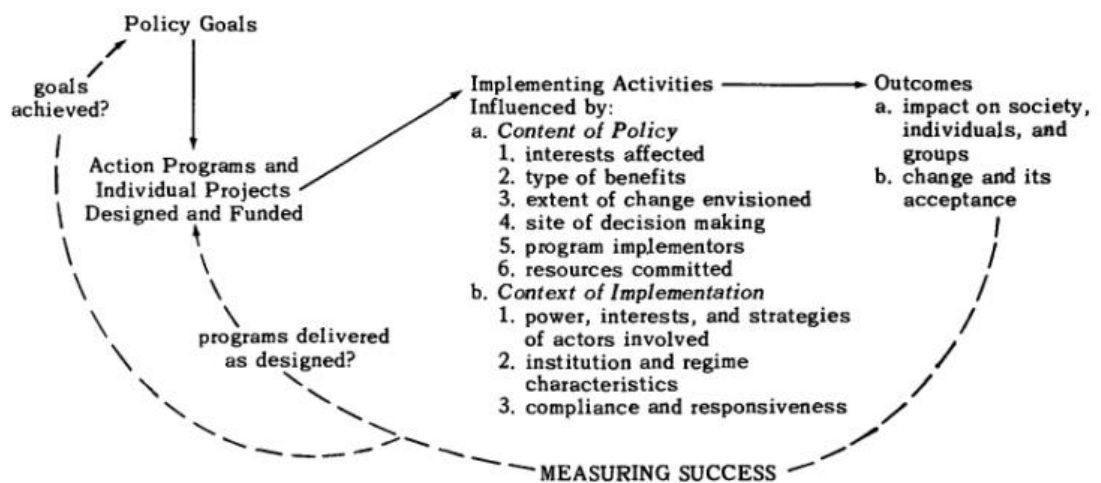 Policy Goals
goals
achieved?
Action Programs and
Individual Projects
Designed and Funded
programs delivered
as designed?
Implementing Activities
Influenced by:
a. Content of Policy
1. interests affected
2. type of benefits
3. extent of change envisioned
4. site of decision making
5. program implementors
6. resources committed
b. Context of Implementation
1. power, interests, and strategies
of actors involved
2. institution and regime
characteristics
3. compliance and responsiveness
Outcomes
a. impact on society,
individuals, and
groups
b. change and its
acceptance
MEASURING SUCCESS